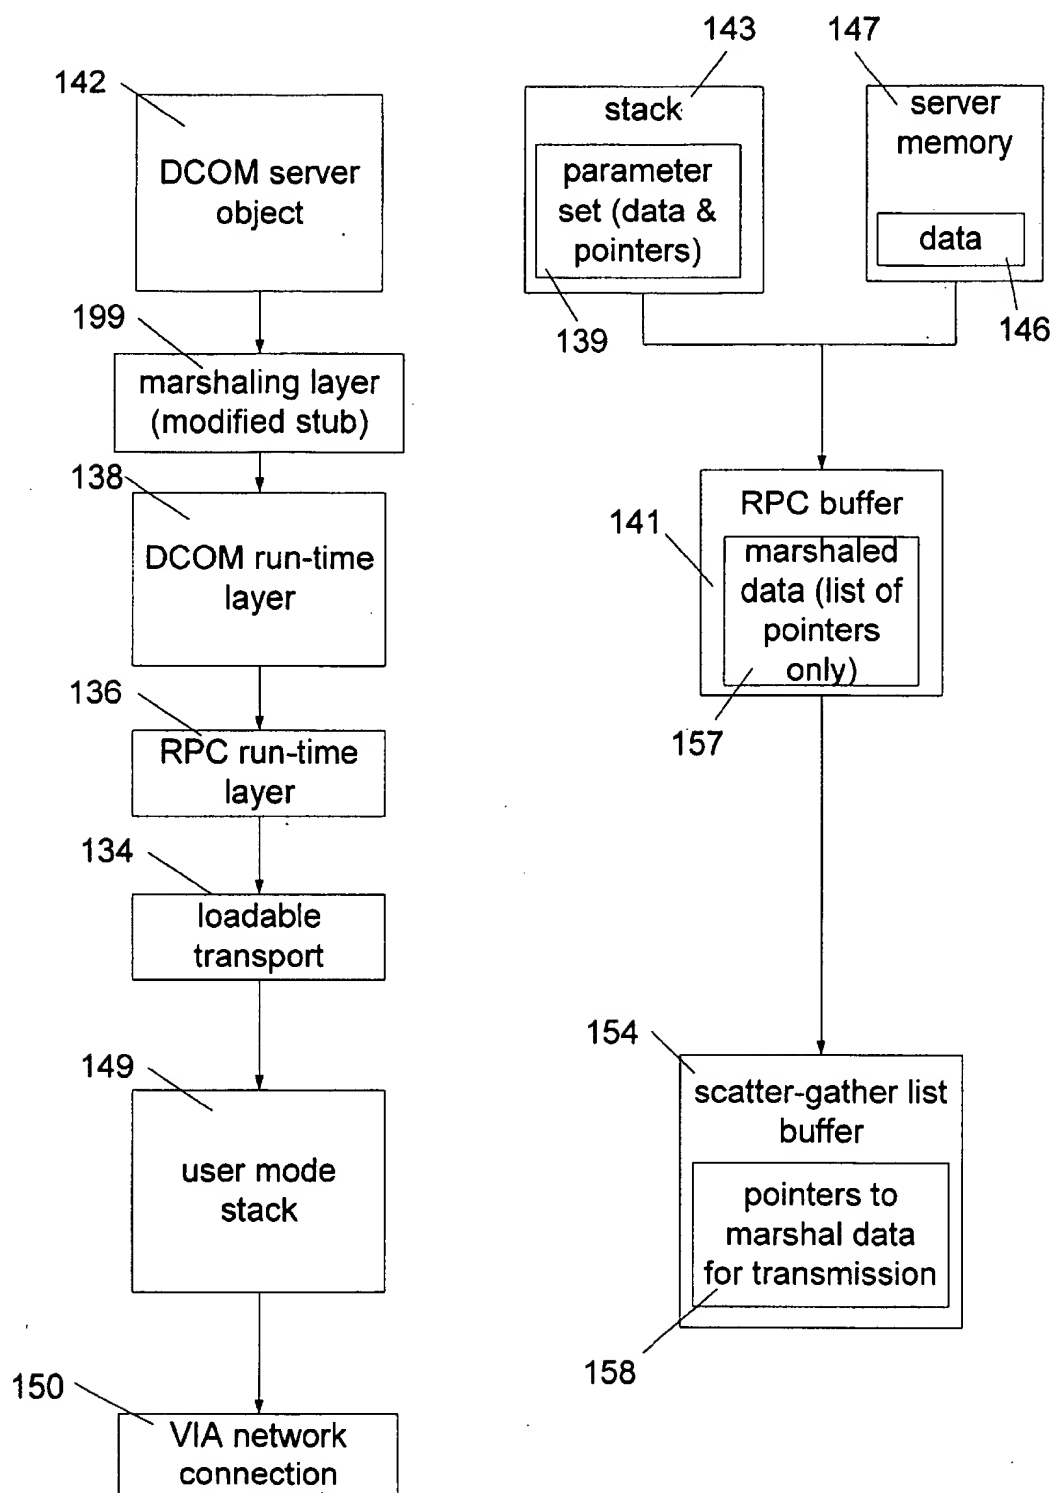 142
DCOM server
object
199
marshaling layer
(modified stub)
138
DCOM run-time
layer
136
RPC run-time
layer
134
loadable
transport
149
user mode
stack
150
VIA network
connection
143
stack
parameter
set (data &
pointers)
139
147
server
memory
data
146
RPC buffer
141
marshaled
data (list of
pointers
only)
157
154
scatter-gather list
buffer
pointers to
marshal data
for transmission
158